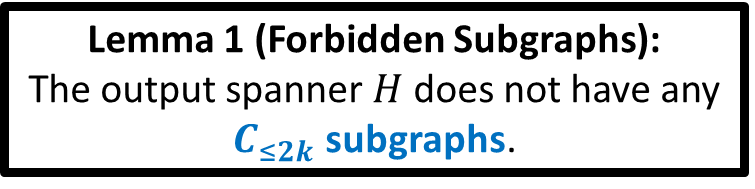 Lemma 1 (Forbidden Subgraphs):
The output spanner 𝐻 does not have any
𝑪≤𝟐𝒌 subgraphs.